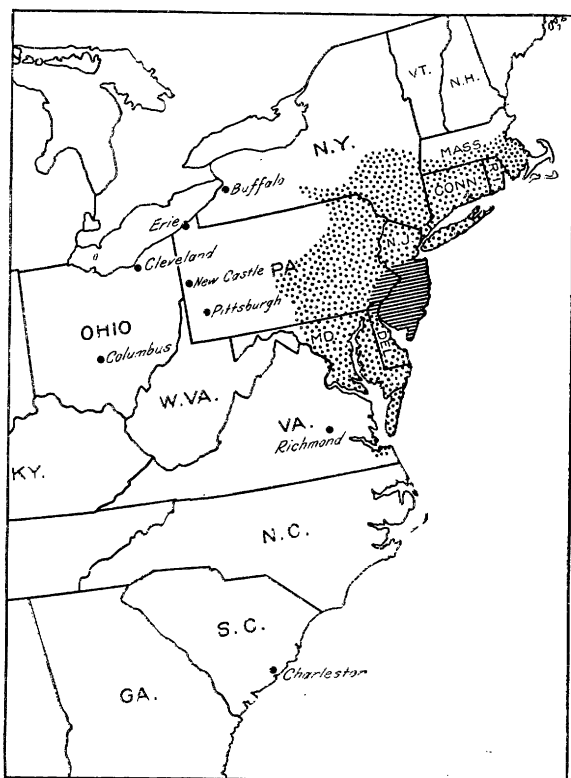 VT.
N.H.
N.Y.
MASS.
Buffalo
CONN.
R.I.
Erie
Cleveland
New Castle
PA.
N.J.
Pittsburgh
OHIO
Columbus
MD.
DEL.
W.VA.
VA.
Richmond
KY.
N.C.
S.C.
Charleston
GA.